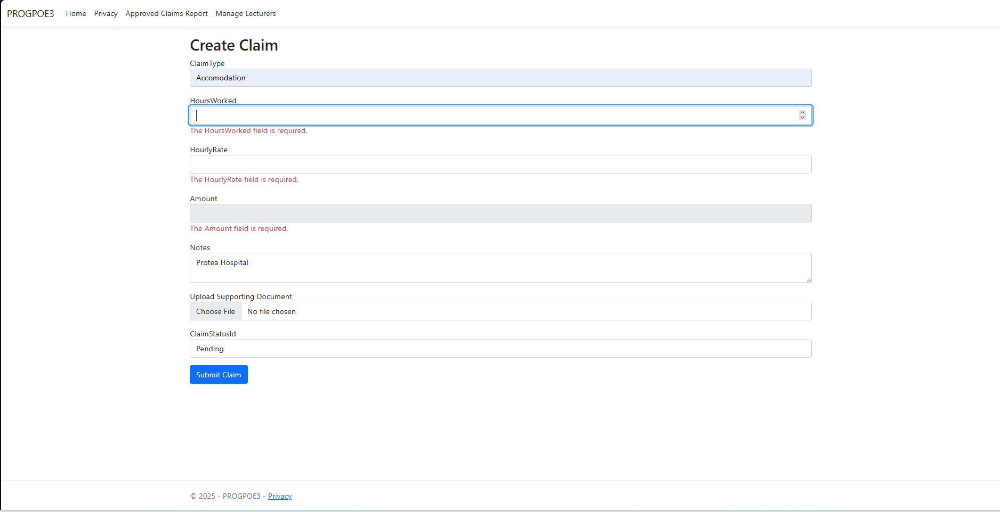 PROGPOE3 Home Privacy Approved Claims Report Manage Lecturers
Create Claim
ClaimType
Accomodation
HoursWorked
The HoursWorked field is required.
HourlyRate
The HourlyRate field is required.
Amount
The Amount field is required.
Notes
Protea Hospital
Upload Supporting Document
Choose File No file chosen
ClaimStatusId
Pending
Submit Claim
© 2025 - PROGPOE3 - Privacy